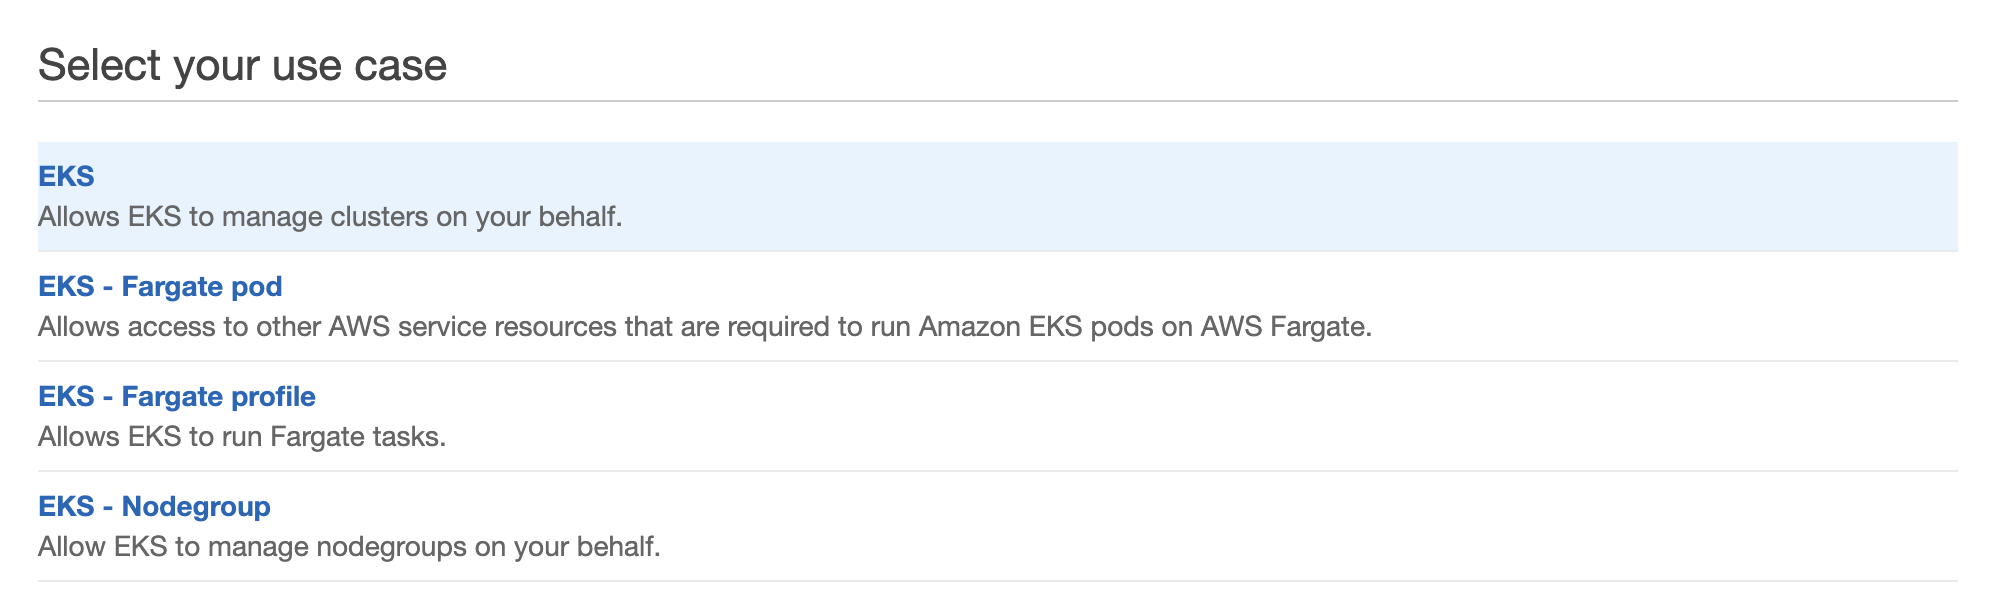 Select your use case
EKS
Allows EKS to manage clusters on your behalf.
EKS - Fargate pod
Allows access to other AWS service resources that are required to run Amazon EKS pods on AWS Fargate.
EKS - Fargate profile
Allows EKS to run Fargate tasks.
EKS - Nodegroup
Allow EKS to manage nodegroups on your behalf.